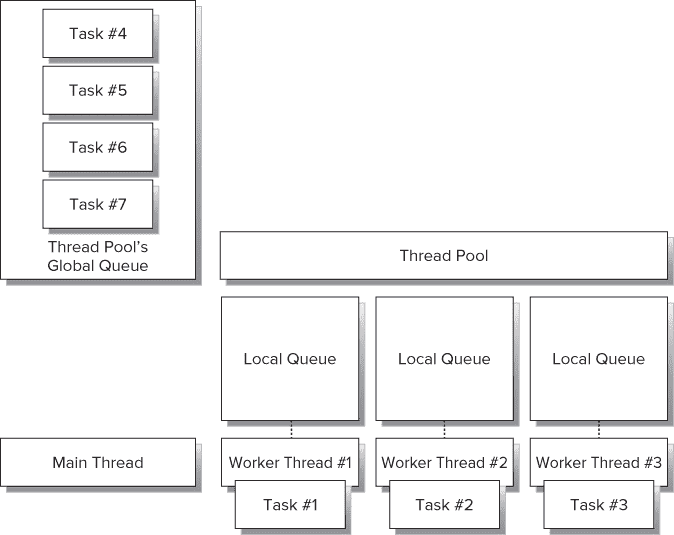 Task #4
Task #5
Task #6
Task #7
Thread Pool’s
Global Queue
Thread Pool
Local Queue
Local Queue
Local Queue
Main Thread
Worker Thread #1
Worker Thread #2
Worker Thread #3
Task #1
Task #2
Task #3